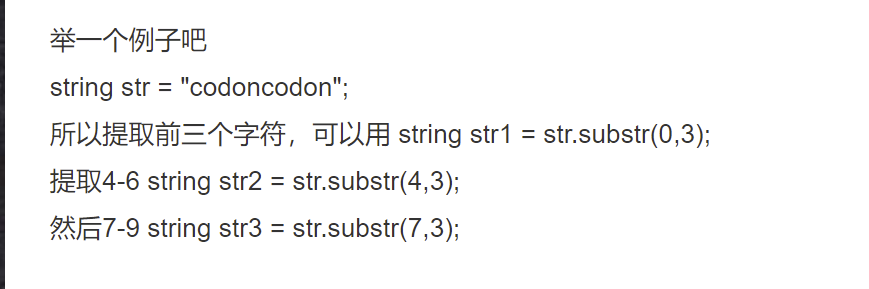 举一个例子吧
string str = "codoncodon";
所以提取前三个字符，可以用 string str1 = str.substr(0,3);
提取4-6 string str2 = str.substr(4,3);
然后7-9 string str3 = str.substr(7,3);